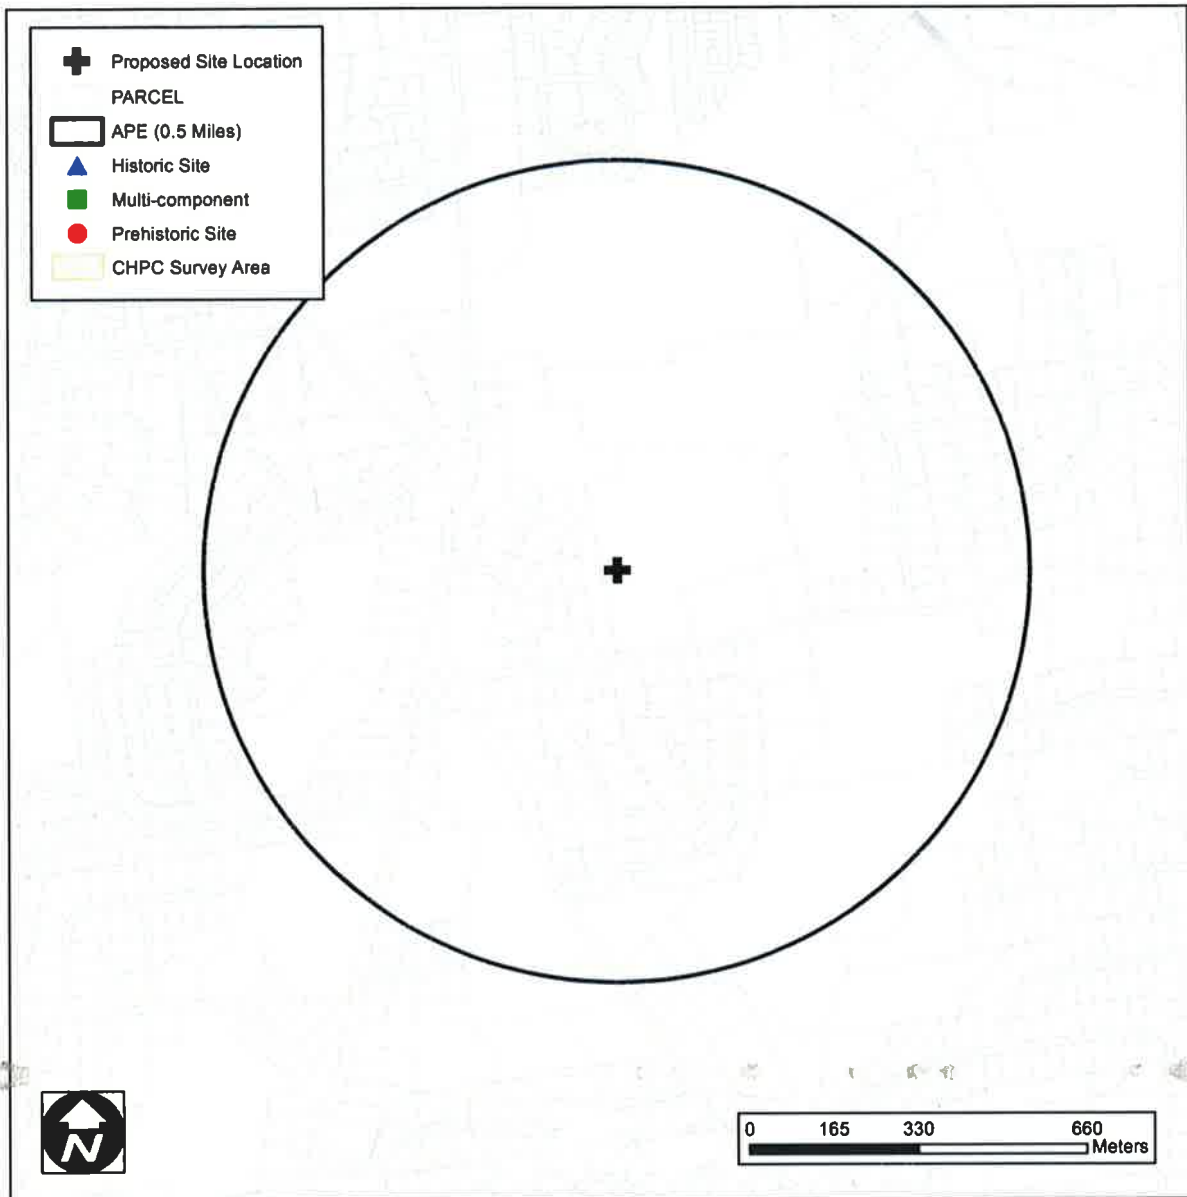 Proposed Site Location
PARCEL
APE (0.5 Miles)
Historic Site
Multi-component
Prehistoric Site
CHPC Survey Area
N
0 165 330 660
Meters